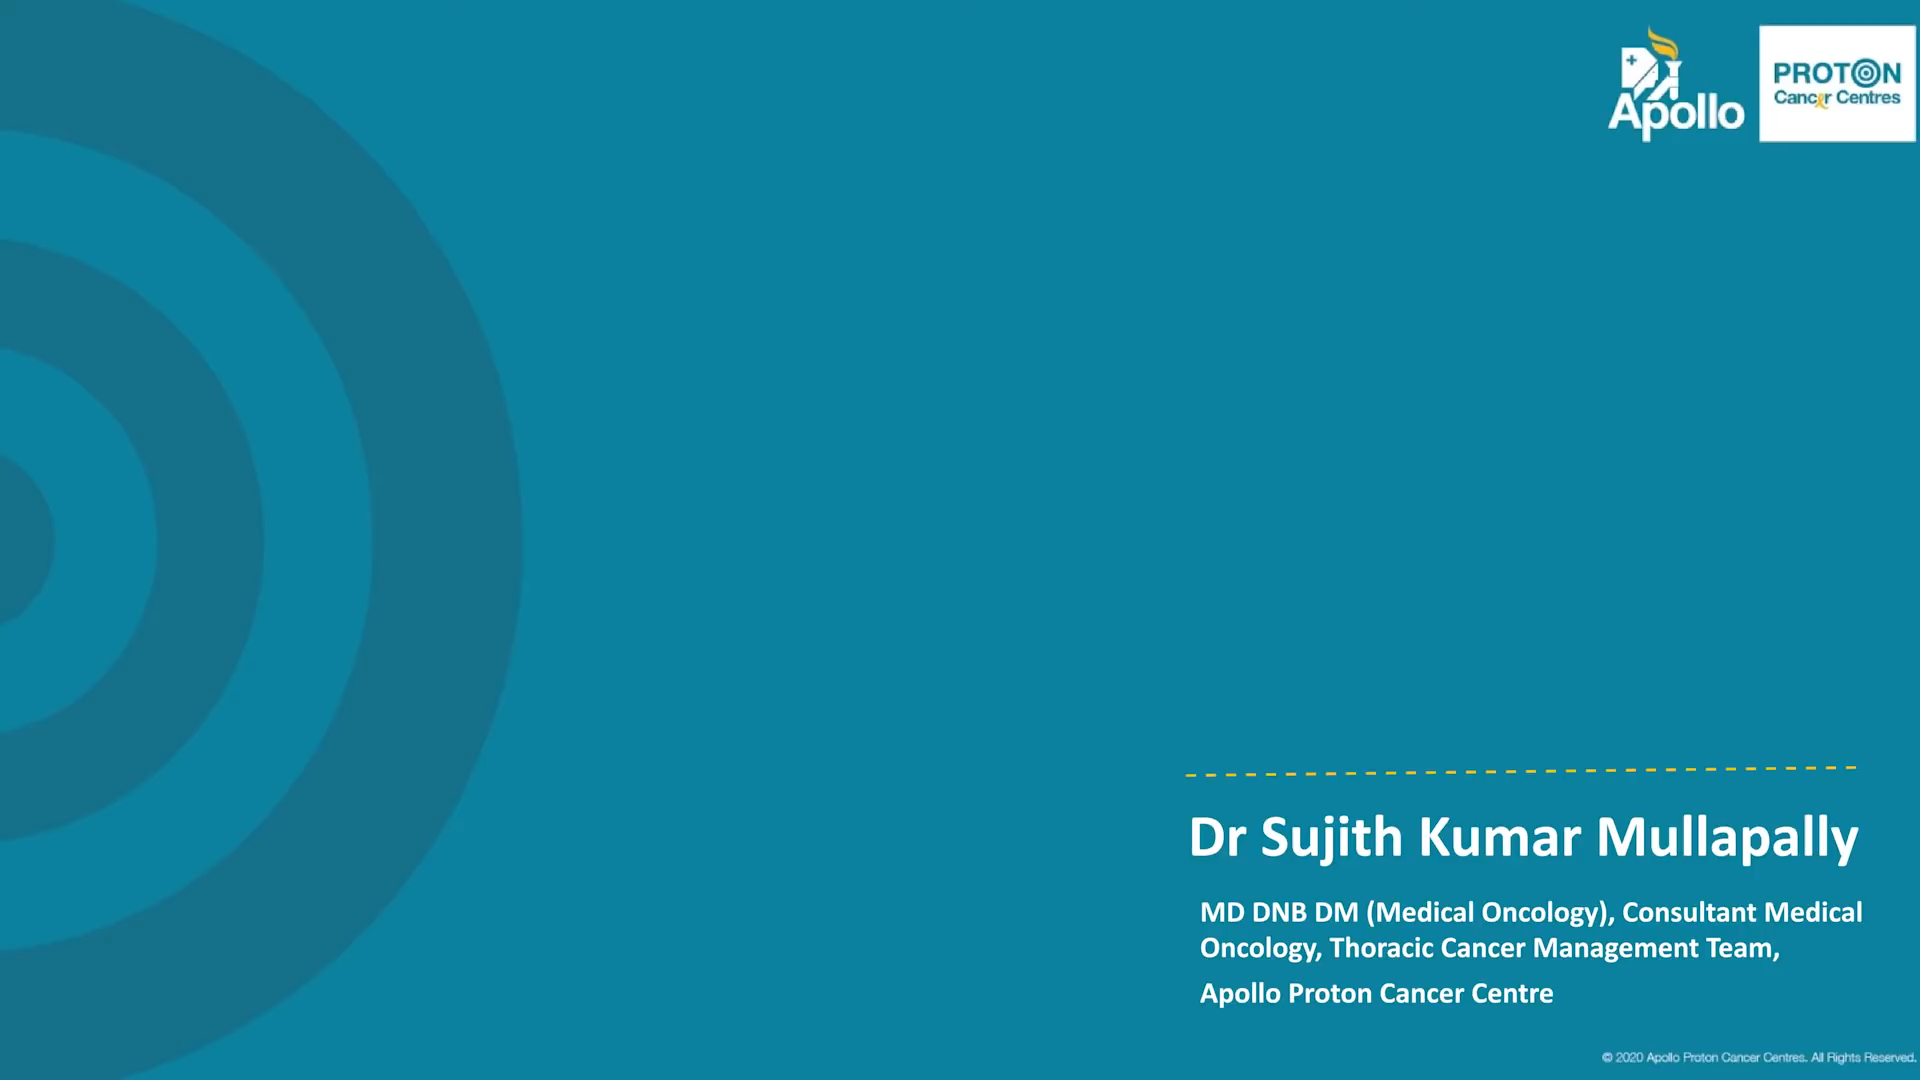 Apollo
PROTON
Cancer Centres
Dr Sujith Kumar Mullapally
MD DNB DM (Medical Oncology), Consultant Medical
Oncology, Thoracic Cancer Management Team,
Apollo Proton Cancer Centre
© 2020 Apollo Proton Cancer Centres. All Rights Reserved.